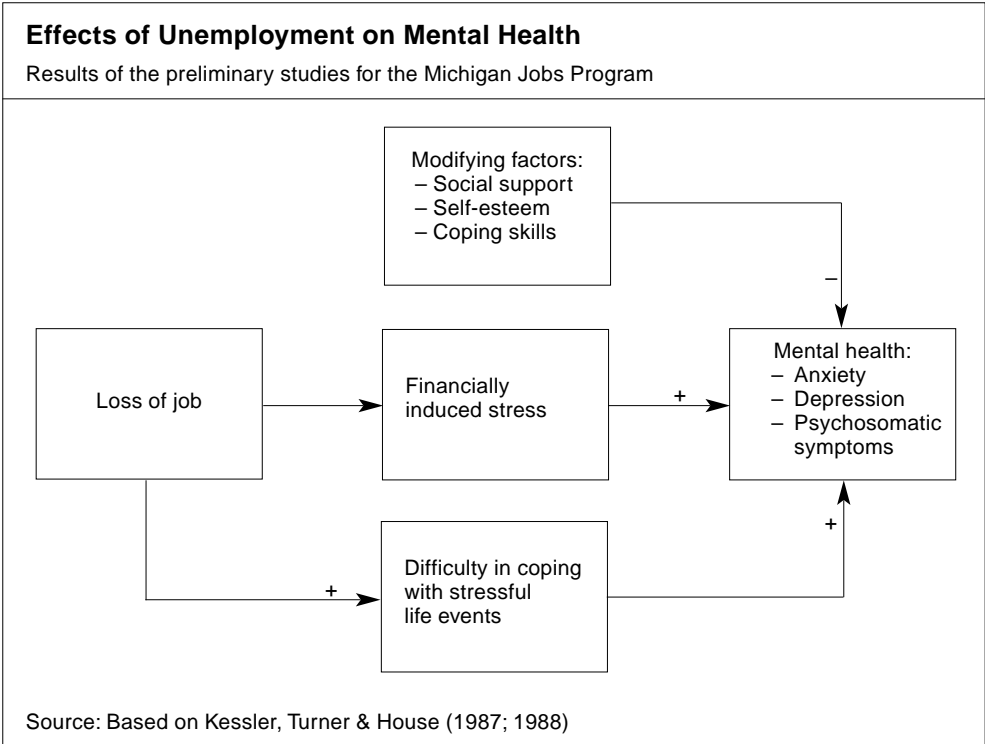 Effects of Unemployment on Mental Health
Results of the preliminary studies for the Michigan Jobs Program
Modifying factors:
– Social support
– Self-esteem
– Coping skills
–
Loss of job
Financially
induced stress
+
Mental health:
– Anxiety
– Depression
– Psychosomatic
symptoms
+
Difficulty in coping
with stressful
life events
+
Source: Based on Kessler, Turner & House (1987; 1988)